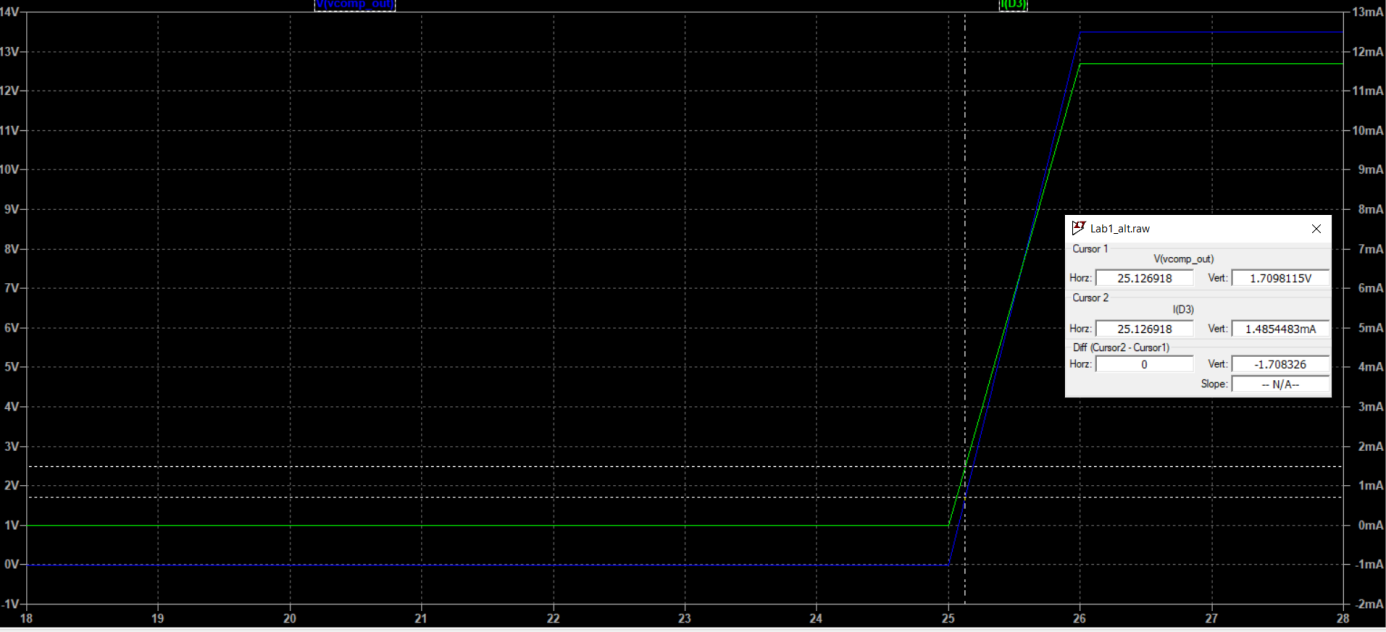 V(vcomp_out) I(D3)
14V 13mA
13V 12mA
12V 11mA
11V 10mA
10V 9mA
9V 8mA
8V 7mA
7V 6mA
6V 5mA
5V 4mA
4V 3mA
3V 2mA
2V 1mA
1V 0mA
0V -1mA
-1V -2mA
18 19 20 21 22 23 24 25 26 27 28
Lab1_alt.raw
Cursor 1
V(vcomp_out)
Horz: 25.126918 Vert: 1.7098115V
Cursor 2
I(D3)
Horz: 25.126918 Vert: 1.4854483mA
Diff (Cursor2 - Cursor1)
Horz: 0 Vert: -1.708326
Slope: -- N/A--